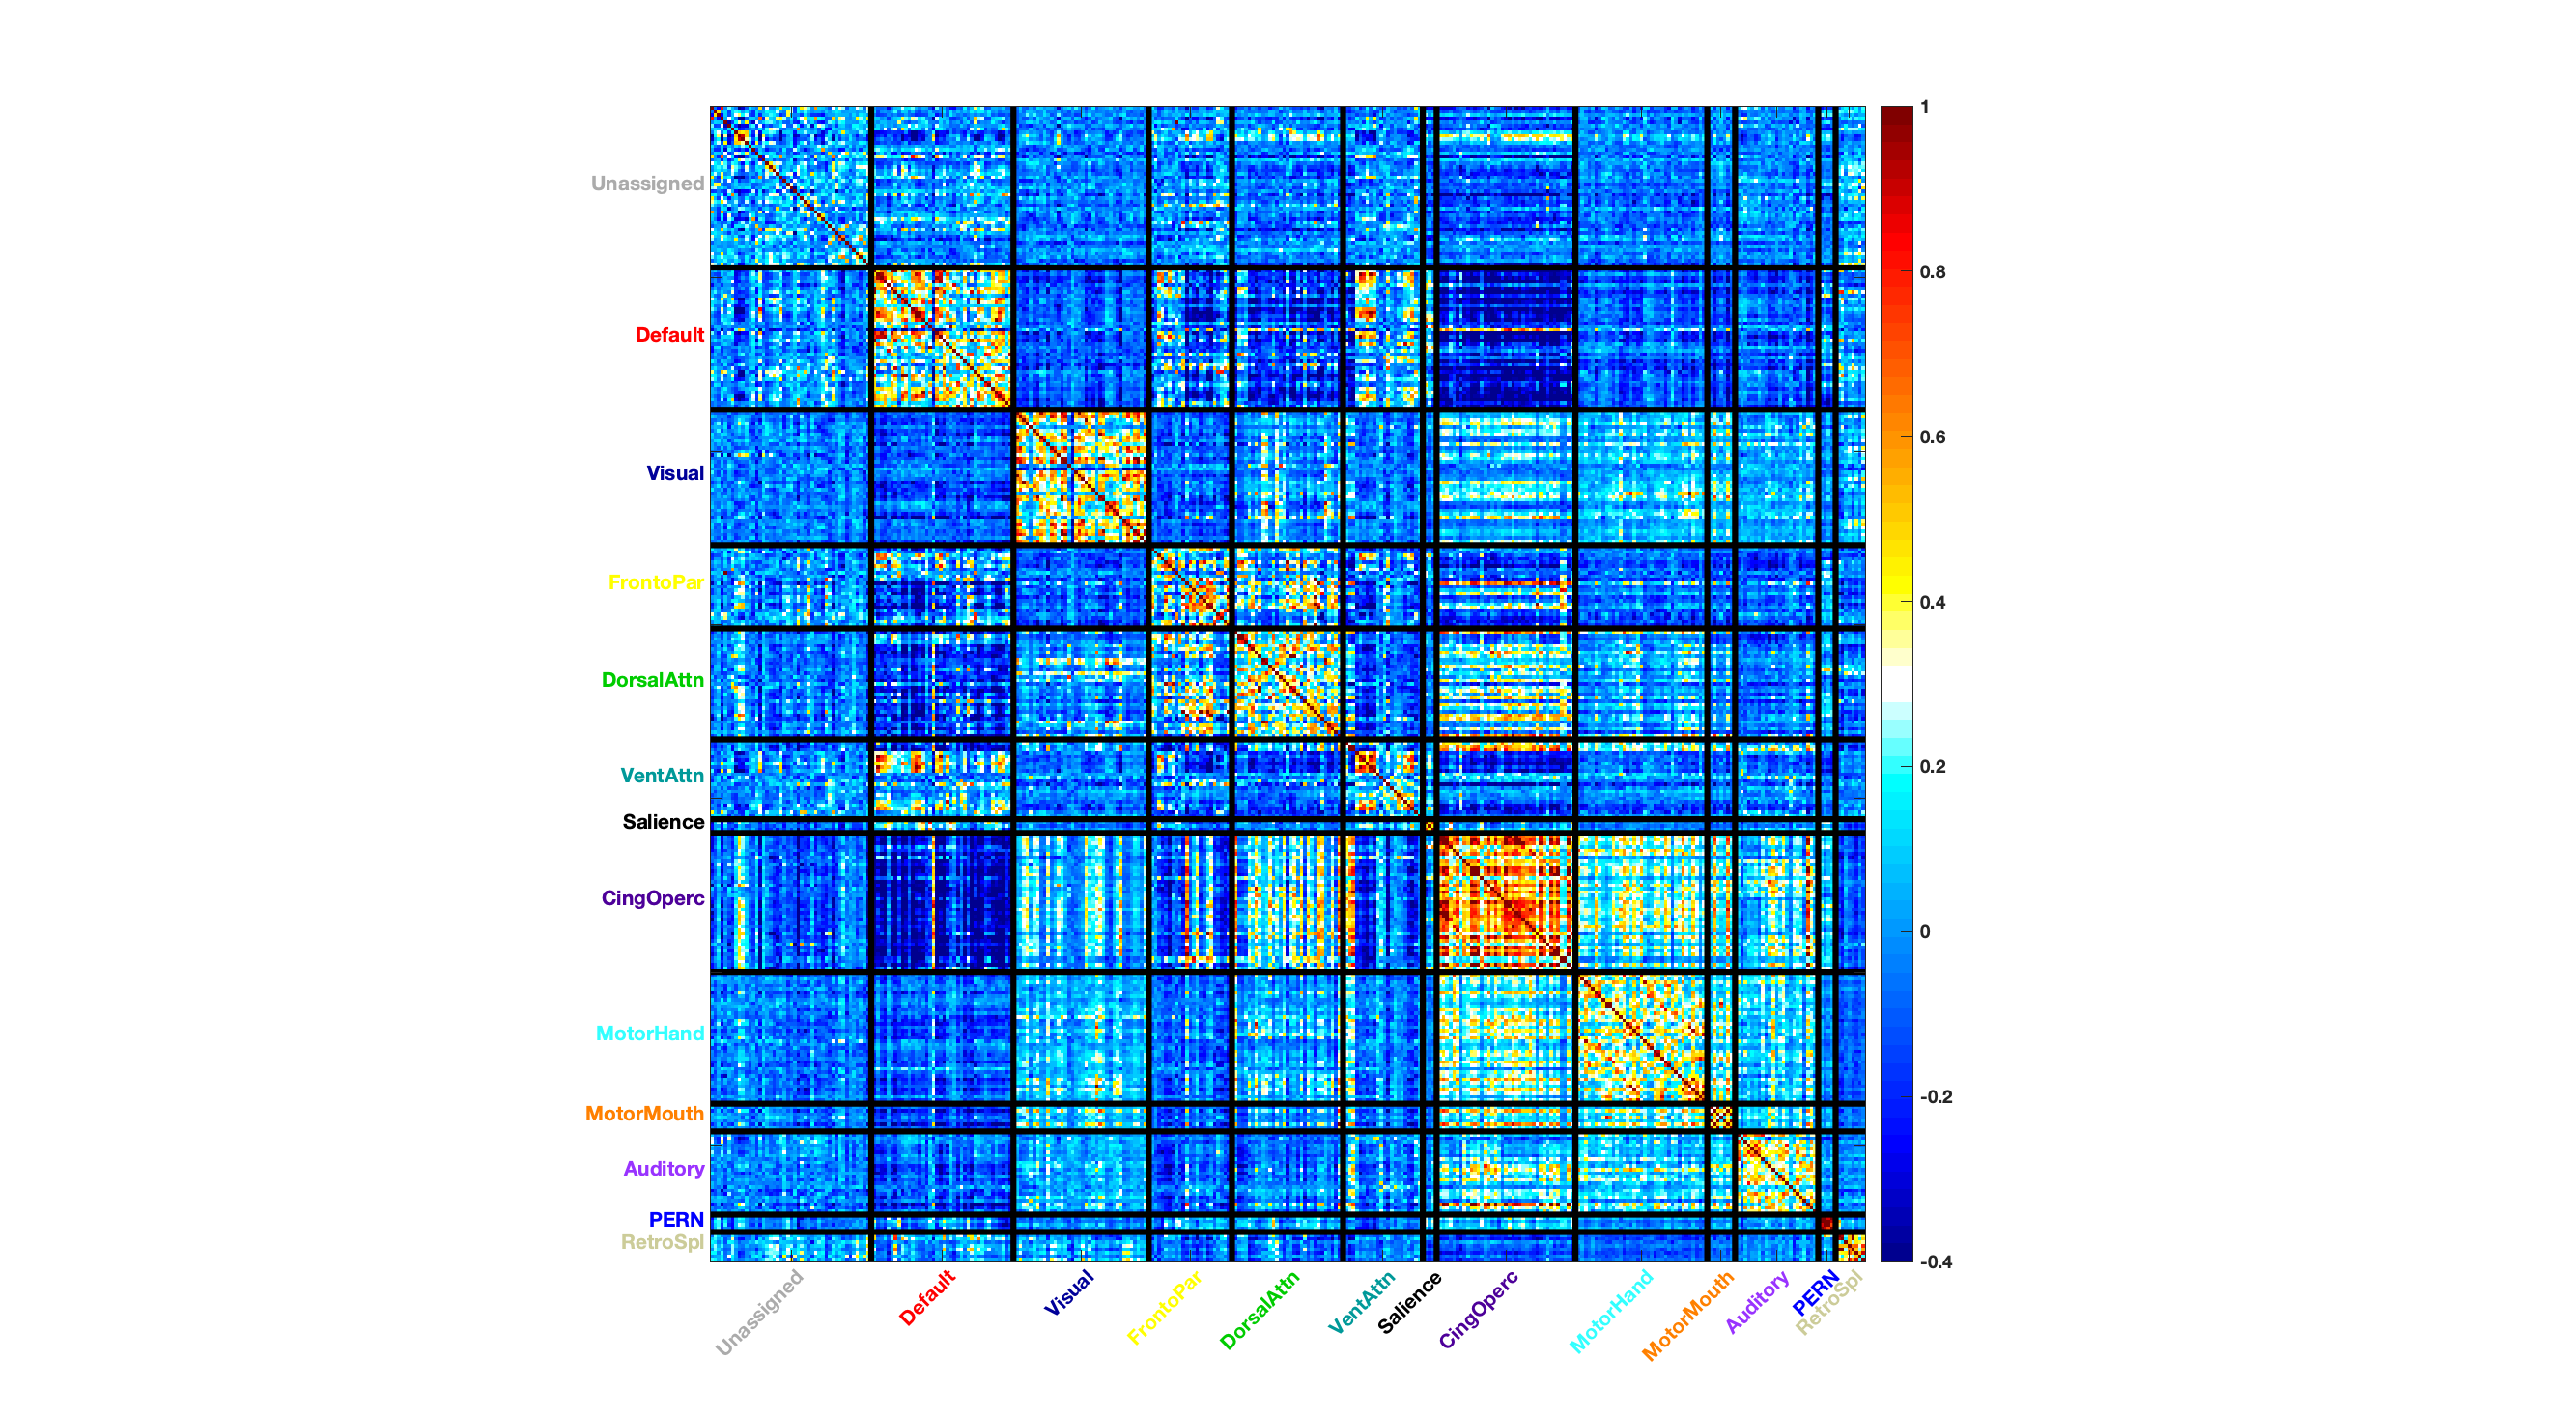 Unassigned
Default
Visual
FrontoPar
DorsalAttn
VentAttn
Salience
CingOperc
MotorHand
MotorMouth
Auditory
PERN
RetroSpl
Unassigned
Default
Visual
FrontoPar
DorsalAttn
VentAttn
Salience
CingOperc
MotorHand
MotorMouth
Auditory
PERN
RetroSpl
1
0.8
0.6
0.4
0.2
0
-0.2
-0.4